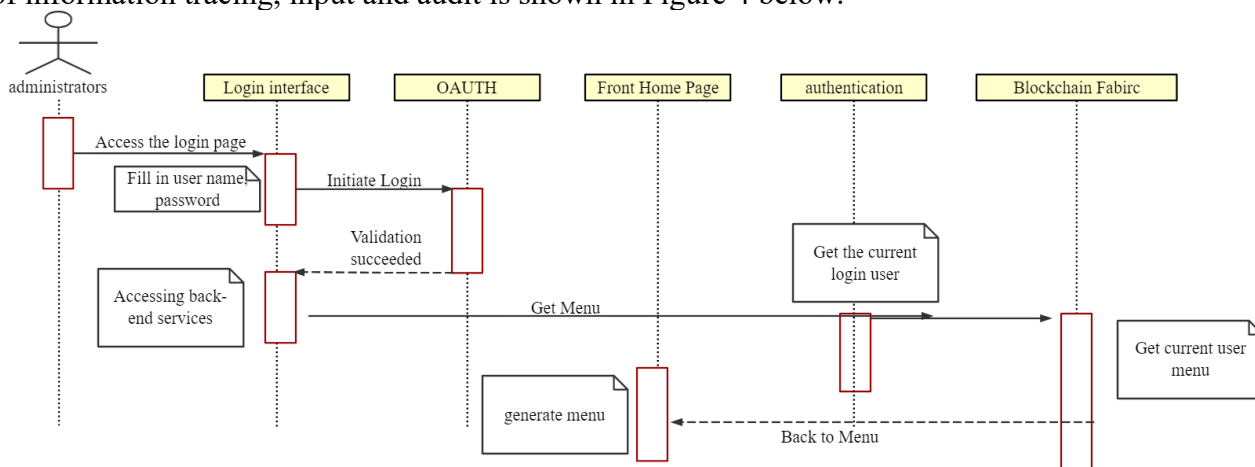 of information tracing, input and audit is shown in Figure 4 below.
administrators
Login interface
OAUTH
Front Home Page
authentication
Blockchain Fabirc
Access the login page
Fill in user name,
password
Initiate Login
Validation
succeeded
Get the current
login user
Accessing back-
end services
Get Menu
Get current user
menu
generate menu
Back to Menu